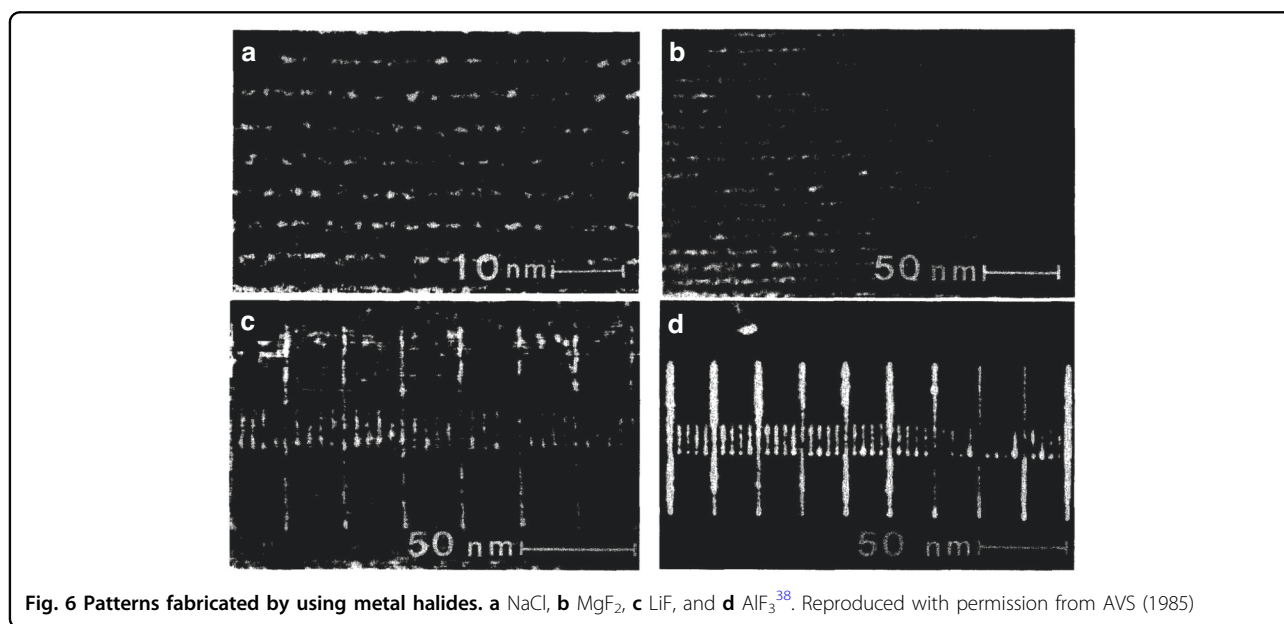 a
10 nm
b
50 nm
c
50 nm
d
50 nm
Fig. 6 Patterns fabricated by using metal halides. a NaCl, b MgF₂, c LiF, and d AlF₃³⁸. Reproduced with permission from AVS (1985)